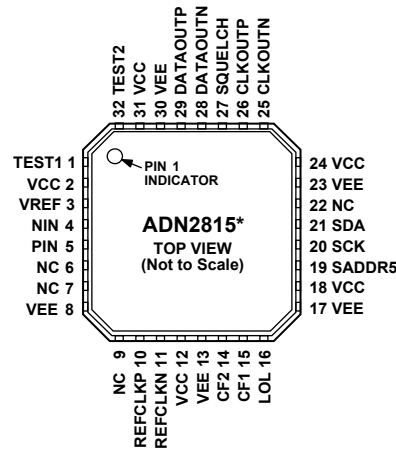 32 TEST2
31 VCC
30 VEE
29 DATAOUTP
28 DATAOUTN
27 SQUELCH
26 CLKOUTP
25 CLKOUTN
TEST1 1
VCC 2
VREF 3
NIN 4
PIN 5
NC 6
NC 7
VEE 8
PIN 1
INDICATOR
ADN2815*
TOP VIEW
(Not to Scale)
24 VCC
23 VEE
22 NC
21 SDA
20 SCK
19 SADDR5
18 VCC
17 VEE
NC 9
REFCLKP 10
REFCLKN 11
VCC 12
VEE 13
CF2 14
CF1 15
LOL 16